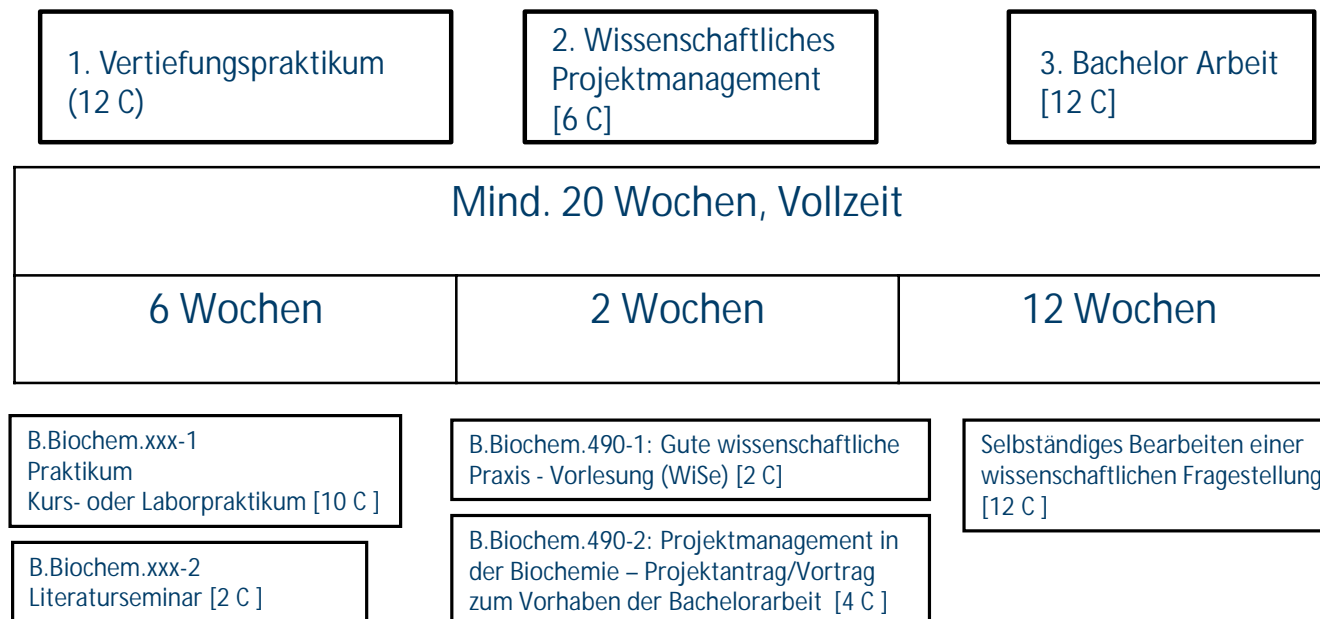 1. Vertiefungspraktikum
(12 C)
2. Wissenschaftliches
Projektmanagement
[6 C]
3. Bachelor Arbeit
[12 C]
Mind. 20 Wochen, Vollzeit
6 Wochen
2 Wochen
12 Wochen
B.Biochem.xxx-1
Praktikum
Kurs- oder Laborpraktikum [10 C ]
B.Biochem.xxx-2
Literaturseminar [2 C ]
B.Biochem.490-1: Gute wissenschaftliche
Praxis - Vorlesung (WiSe) [2 C]
B.Biochem.490-2: Projektmanagement in
der Biochemie – Projektantrag/Vortrag
zum Vorhaben der Bachelorarbeit  [4 C ]
Selbständiges Bearbeiten einer
wissenschaftlichen Fragestellung
[12 C ]